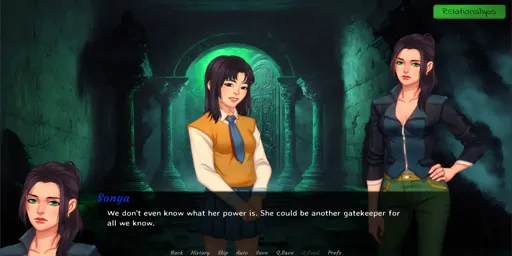 Relationships
Sonya
We don't even know what her power is. She could be another gatekeeper for
all we know.
Back History Skip Auto Save Q.Save Q.Load Prefs